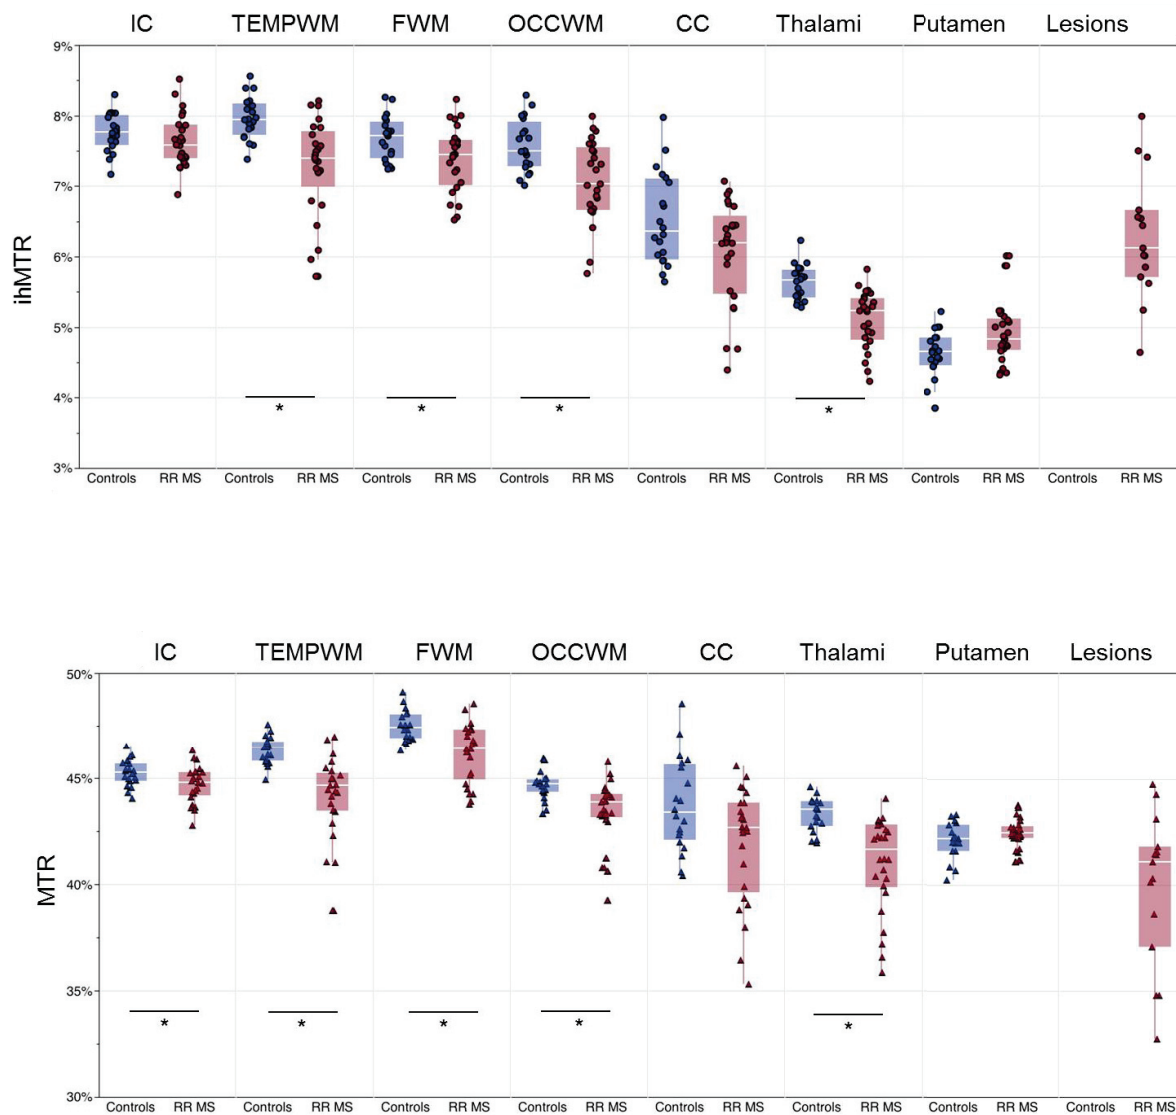 IC TEMPWM FWM OCCWM CC Thalami Putamen Lesions
9%
8%
7%
6%
5%
4%
3%
ihMTR
* * * *
Controls RR MS Controls RR MS Controls RR MS Controls RR MS Controls RR MS Controls RR MS Controls RR MS Controls RR MS
IC TEMPWM FWM OCCWM CC Thalami Putamen Lesions
50%
45%
40%
35%
30%
MTR
* * * * *
Controls RR MS Controls RR MS Controls RR MS Controls RR MS Controls RR MS Controls RR MS Controls RR MS Controls RR MS